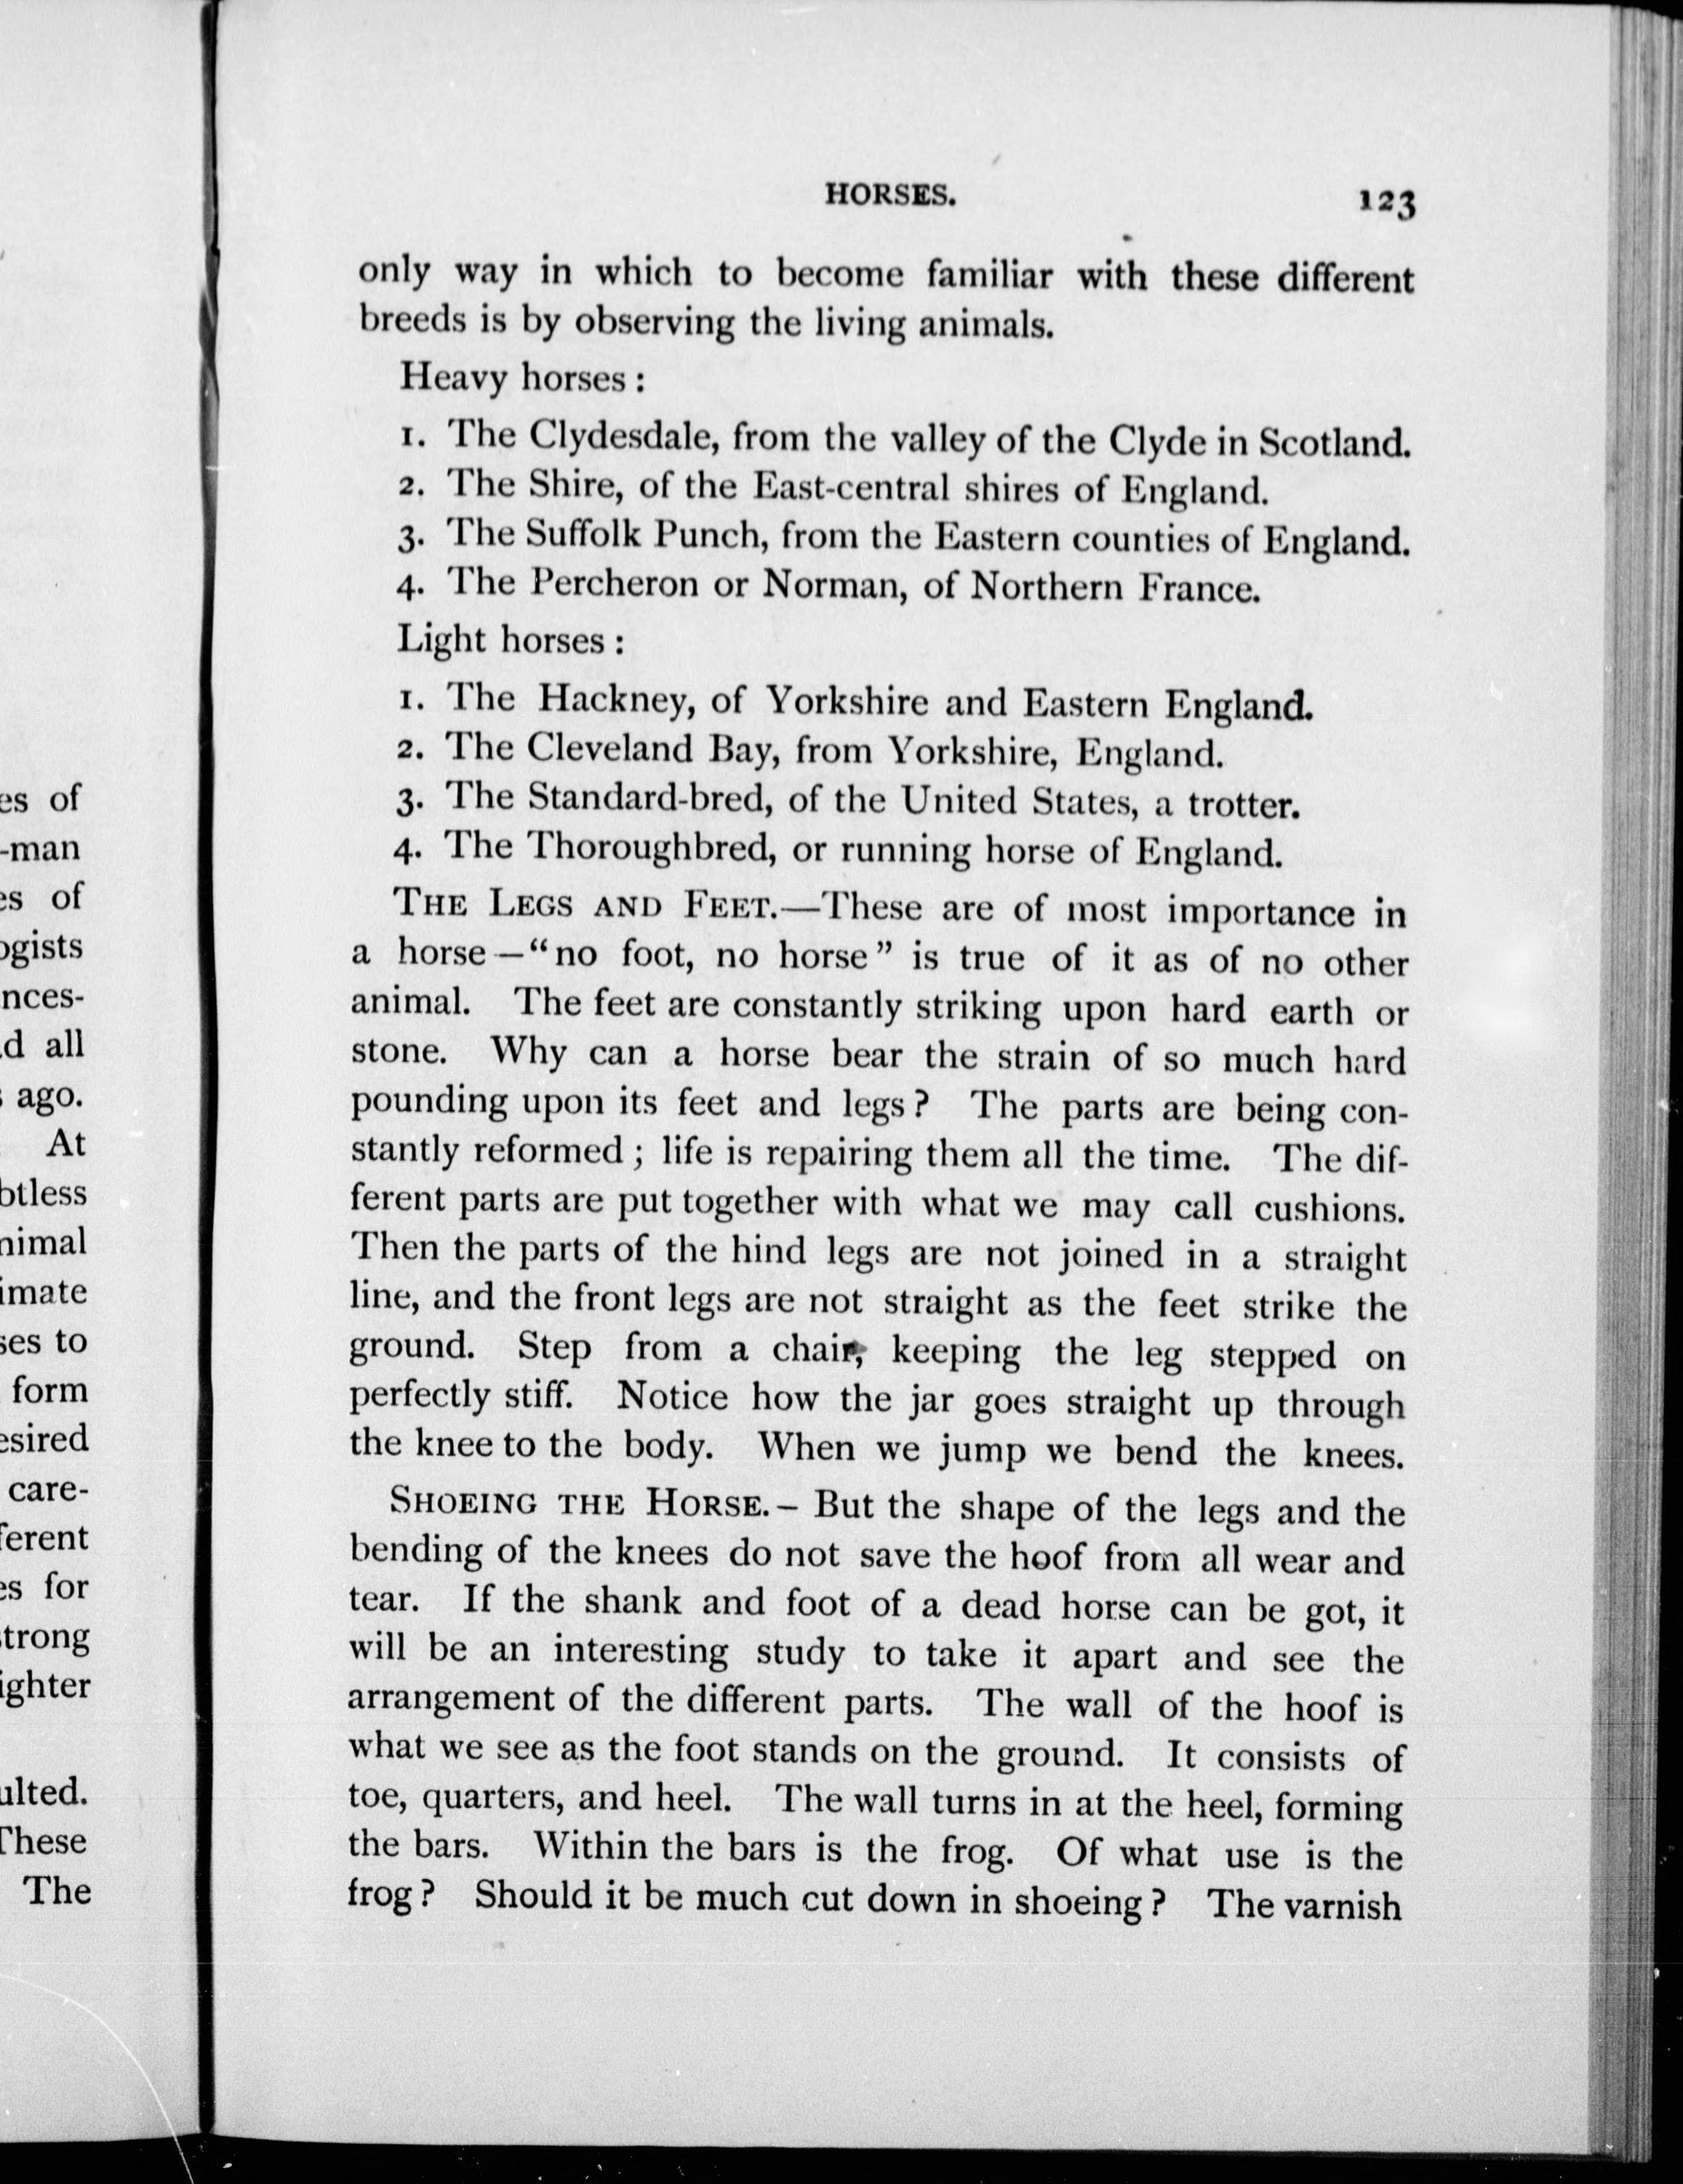 HORSES. 123
only way in which to become familiar with these different
breeds is by observing the living animals.
Heavy horses :
1. The Clydesdale, from the valley of the Clyde in Scotland.
2. The Shire, of the East-central shires of England.
3. The Suffolk Punch, from the Eastern counties of England.
4. The Percheron or Norman, of Northern France.
Light horses :
1. The Hackney, of Yorkshire and Eastern England.
2. The Cleveland Bay, from Yorkshire, England.
3. The Standard-bred, of the United States, a trotter.
4. The Thoroughbred, or running horse of England.
THE LEGS AND FEET.—These are of most importance in
a horse—“no foot, no horse” is true of it as of no other
animal. The feet are constantly striking upon hard earth or
stone. Why can a horse bear the strain of so much hard
pounding upon its feet and legs? The parts are being con-
stantly reformed ; life is repairing them all the time. The dif-
ferent parts are put together with what we may call cushions.
Then the parts of the hind legs are not joined in a straight
line, and the front legs are not straight as the feet strike the
ground. Step from a chair, keeping the leg stepped on
perfectly stiff. Notice how the jar goes straight up through
the knee to the body. When we jump we bend the knees.
SHOEING THE HORSE. – But the shape of the legs and the
bending of the knees do not save the hoof from all wear and
tear. If the shank and foot of a dead horse can be got, it
will be an interesting study to take it apart and see the
arrangement of the different parts. The wall of the hoof is
what we see as the foot stands on the ground. It consists of
toe, quarters, and heel. The wall turns in at the heel, forming
the bars. Within the bars is the frog. Of what use is the
frog? Should it be much cut down in shoeing? The varnish